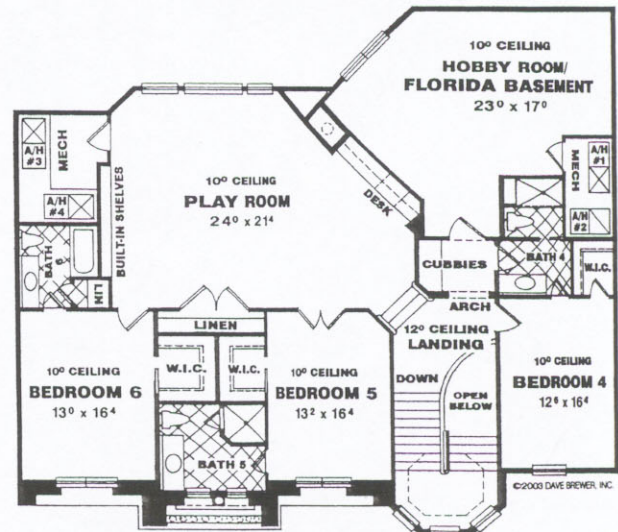 10⁰ CEILING
HOBBY ROOM/
FLORIDA BASEMENT
23⁰ x 17⁰
A/H
#3
MECH
A/H
#4
BUILT-IN SHELVES
10⁰ CEILING
PLAY ROOM
24⁰ x 21⁴
DESK
MECH
A/H
#1
A/H
#2
BATH
6
LIN
CUBBIES
BATH 4
W.I.C.
LINEN
ARCH
12⁰ CEILING
LANDING
10⁰ CEILING
BEDROOM 6
13⁰ x 16⁴
W.I.C.
W.I.C.
10⁰ CEILING
BEDROOM 5
13² x 16⁴
DOWN
OPEN
BELOW
10⁰ CEILING
BEDROOM 4
12⁶ x 16⁴
BATH 5
©2003 DAVE BREWER, INC.